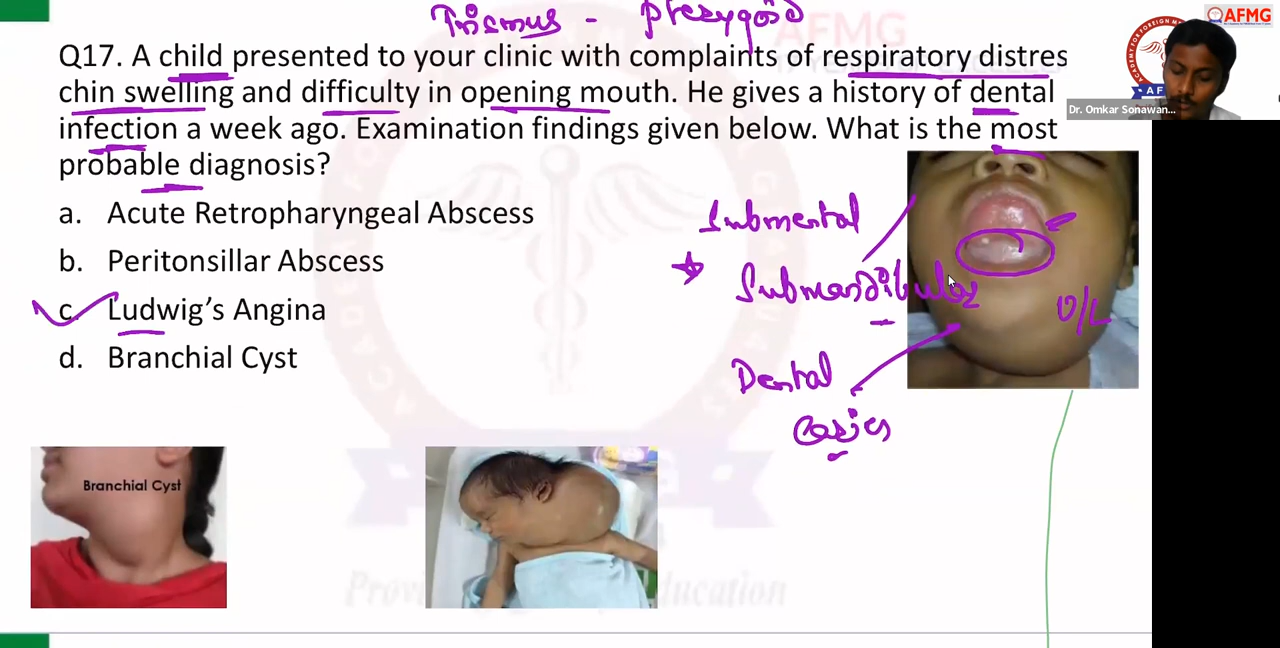 Trismus - pterygoid
AFMG
AFMG
Q17. A child presented to your clinic with complaints of respiratory distres
chin swelling and difficulty in opening mouth. He gives a history of dental
infection a week ago. Examination findings given below. What is the most
probable diagnosis?
Dr. Omkar Sonawan...
a. Acute Retropharyngeal Abscess
b. Peritonsillar Abscess
c. Ludwig's Angina
d. Branchial Cyst
Submental
Submandibular
U/L
Dental
caries
Branchial Cyst